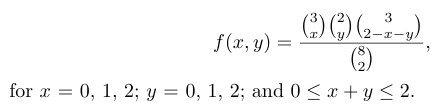 f(x, y) = \frac{\binom{3}{x}\binom{2}{y}\binom{3}{2-x-y}}{\binom{8}{2}},
for x = 0, 1, 2; y = 0, 1, 2; and 0 ≤ x + y ≤ 2.